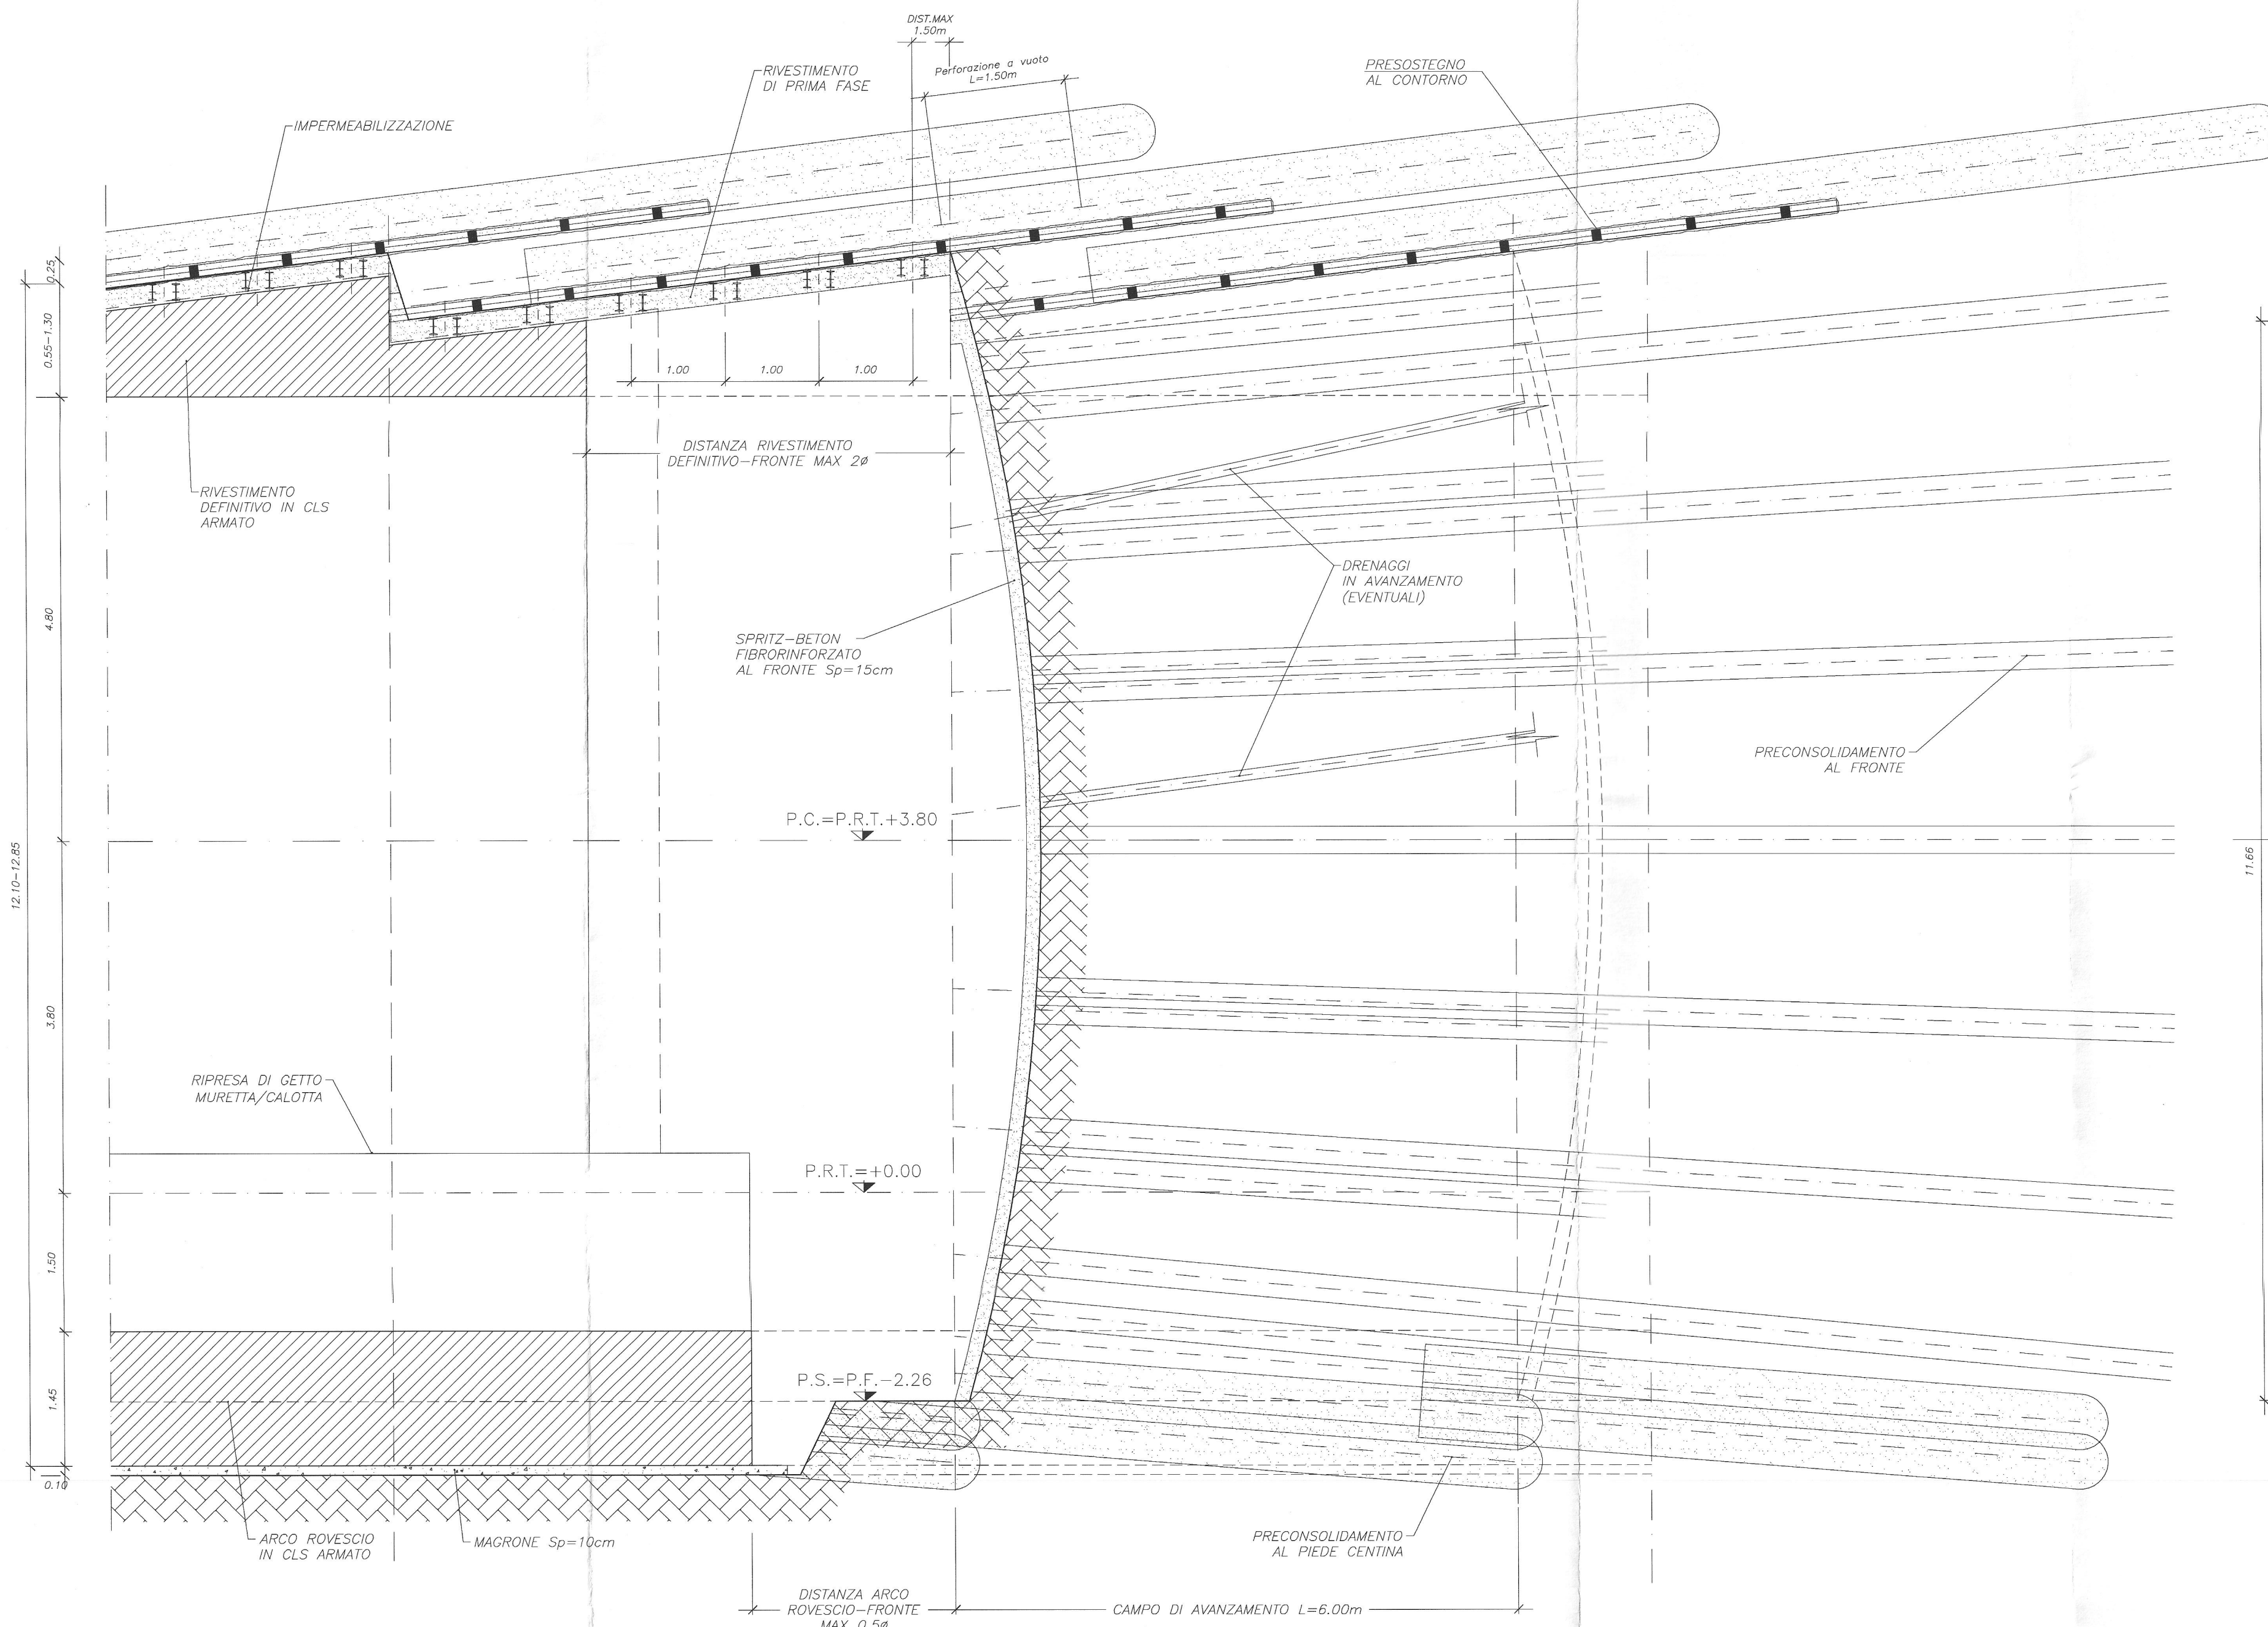 DIST.MAX
1.50m
Perforazione a vuoto
L=1.50m
RIVESTIMENTO
DI PRIMA FASE
PRESOSTEGNO
AL CONTORNO
IMPERMEABILIZZAZIONE
0.25
0.55-1.30
4.80
3.80
1.50
1.45
0.10
12.10-12.85
1.00
1.00
1.00
DISTANZA RIVESTIMENTO
DEFINITIVO-FRONTE MAX 2ø
RIVESTIMENTO
DEFINITIVO IN CLS
ARMATO
DRENAGGI
IN AVANZAMENTO
(EVENTUALI)
SPRITZ-BETON
FIBRORINFORZATO
AL FRONTE Sp=15cm
PRECONSOLIDAMENTO
AL FRONTE
P.C.=P.R.T.+3.80
11.66
RIPRESA DI GETTO
MURETTA/CALOTTA
P.R.T.=+0.00
P.S.=P.F.-2.26
ARCO ROVESCIO
IN CLS ARMATO
MAGRONE Sp=10cm
PRECONSOLIDAMENTO
AL PIEDE CENTINA
DISTANZA ARCO
ROVESCIO-FRONTE
MAX 0.5ø
CAMPO DI AVANZAMENTO L=6.00m